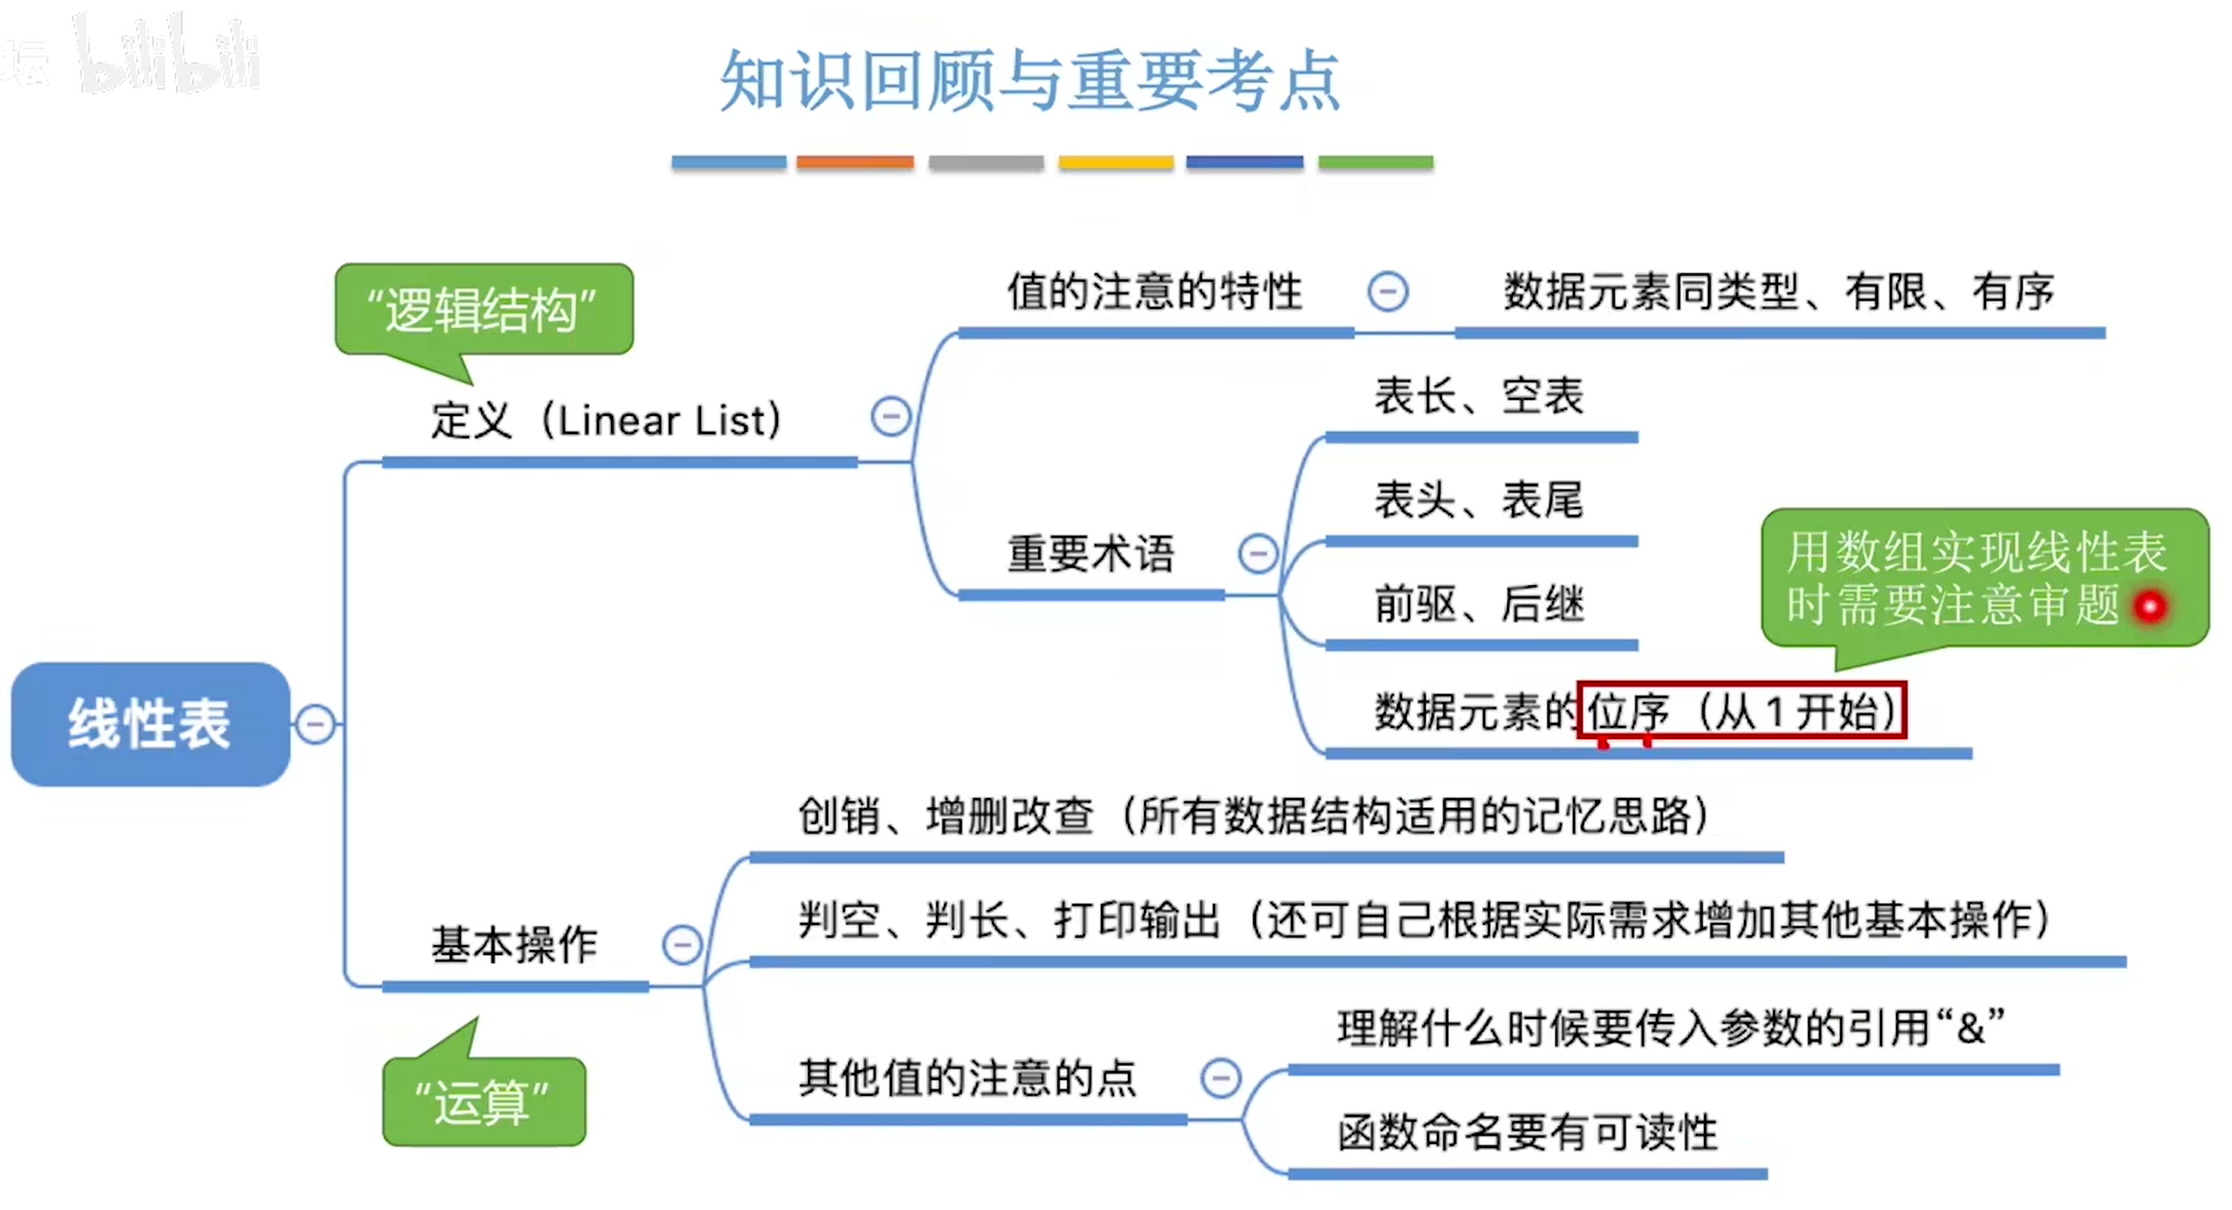 坛 bilibili
知识回顾与重要考点
“逻辑结构”
值的注意的特性
数据元素同类型、有限、有序
定义（Linear List）
表长、空表
表头、表尾
重要术语
用数组实现线性表
时需要注意审题
前驱、后继
数据元素的位序（从1开始）
线性表
创销、增删改查（所有数据结构适用的记忆思路）
判空、判长、打印输出（还可自己根据实际需求增加其他基本操作）
基本操作
理解什么时候要传入参数的引用“&”
其他值的注意的点
“运算”
函数命名要有可读性